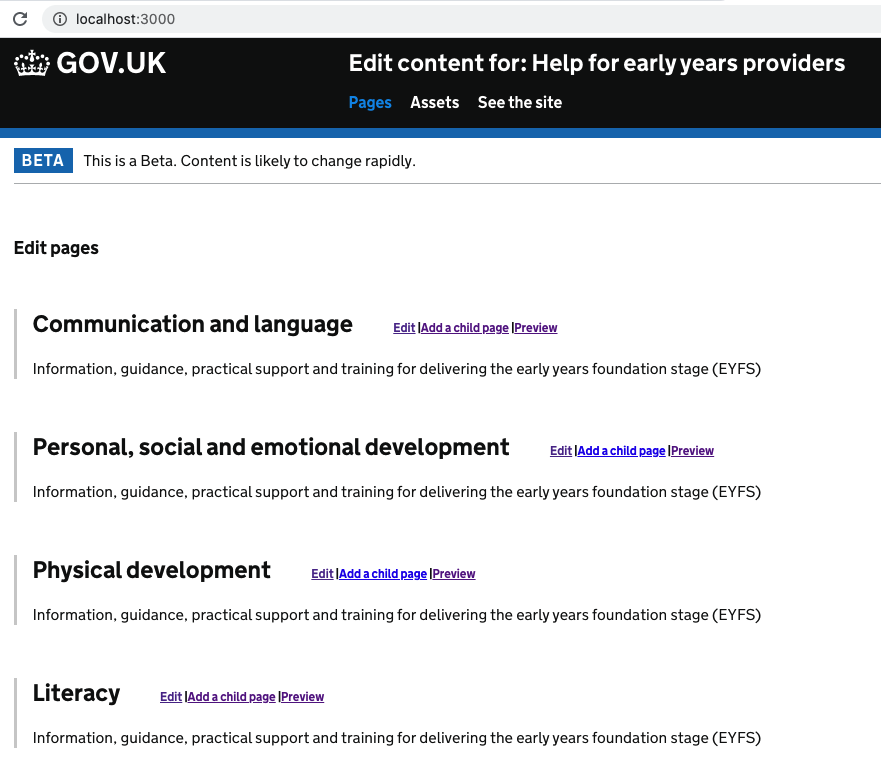 localhost:3000
GOV.UK Edit content for: Help for early years providers
Pages Assets See the site
BETA This is a Beta. Content is likely to change rapidly.
Edit pages
Communication and language Edit |Add a child page |Preview
Information, guidance, practical support and training for delivering the early years foundation stage (EYFS)
Personal, social and emotional development Edit |Add a child page |Preview
Information, guidance, practical support and training for delivering the early years foundation stage (EYFS)
Physical development Edit |Add a child page |Preview
Information, guidance, practical support and training for delivering the early years foundation stage (EYFS)
Literacy Edit |Add a child page |Preview
Information, guidance, practical support and training for delivering the early years foundation stage (EYFS)